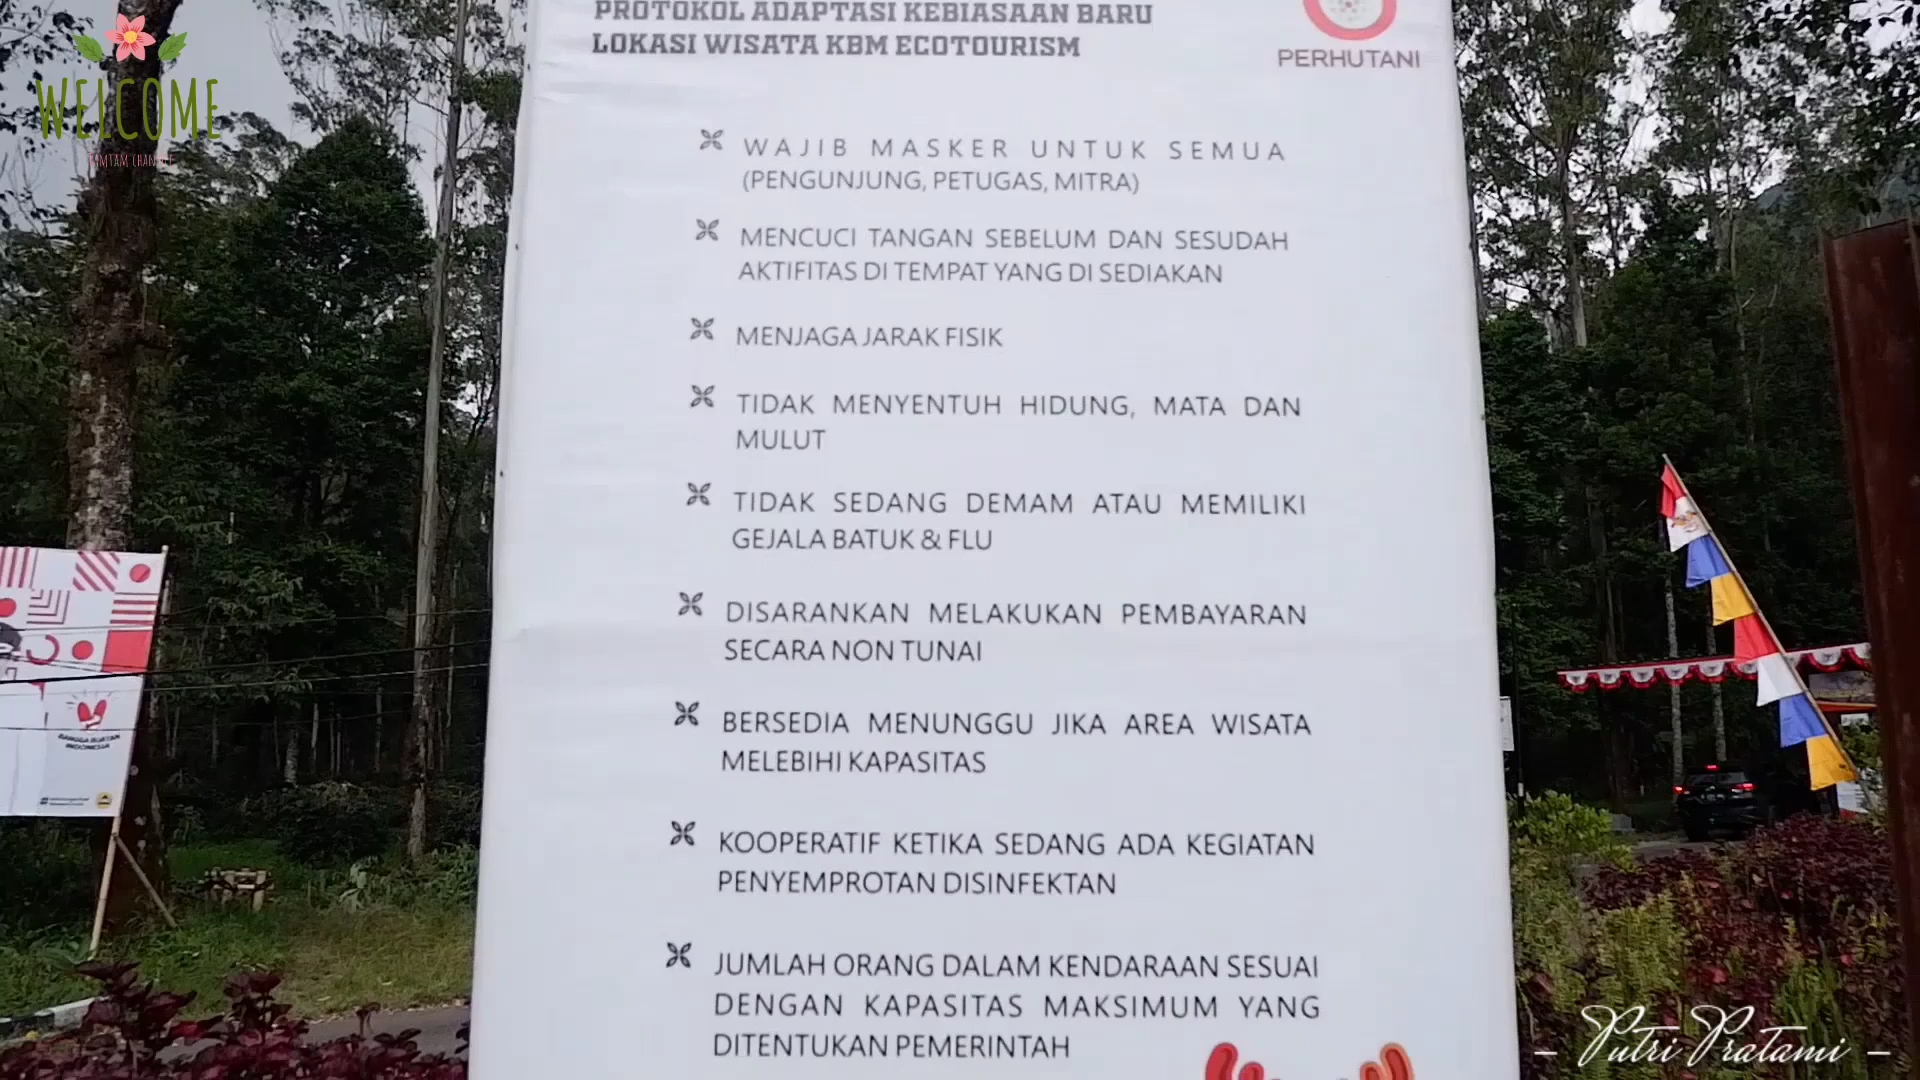 WELCOME
PROTOKOL ADAPTASI KEBIASAAN BARU
LOKASI WISATA KBM ECOTOURISM
PERHUTANI
WAJIB MASKER UNTUK SEMUA
(PENGUNJUNG, PETUGAS, MITRA)
MENCUCI TANGAN SEBELUM DAN SESUDAH
AKTIFITAS DI TEMPAT YANG DI SEDIAKAN
MENJAGA JARAK FISIK
TIDAK MENYENTUH HIDUNG, MATA DAN
MULUT
TIDAK SEDANG DEMAM ATAU MEMILIKI
GEJALA BATUK & FLU
DISARANKAN MELAKUKAN PEMBAYARAN
SECARA NON TUNAI
BERSEDIA MENUNGGU JIKA AREA WISATA
MELEBIHI KAPASITAS
KOOPERATIF KETIKA SEDANG ADA KEGIATAN
PENYEMPROTAN DISINFEKTAN
JUMLAH ORANG DALAM KENDARAAN SESUAI
DENGAN KAPASITAS MAKSIMUM YANG
DITENTUKAN PEMERINTAH
BANGGA BUATAN
INDONESIA
– Putri Pratami –